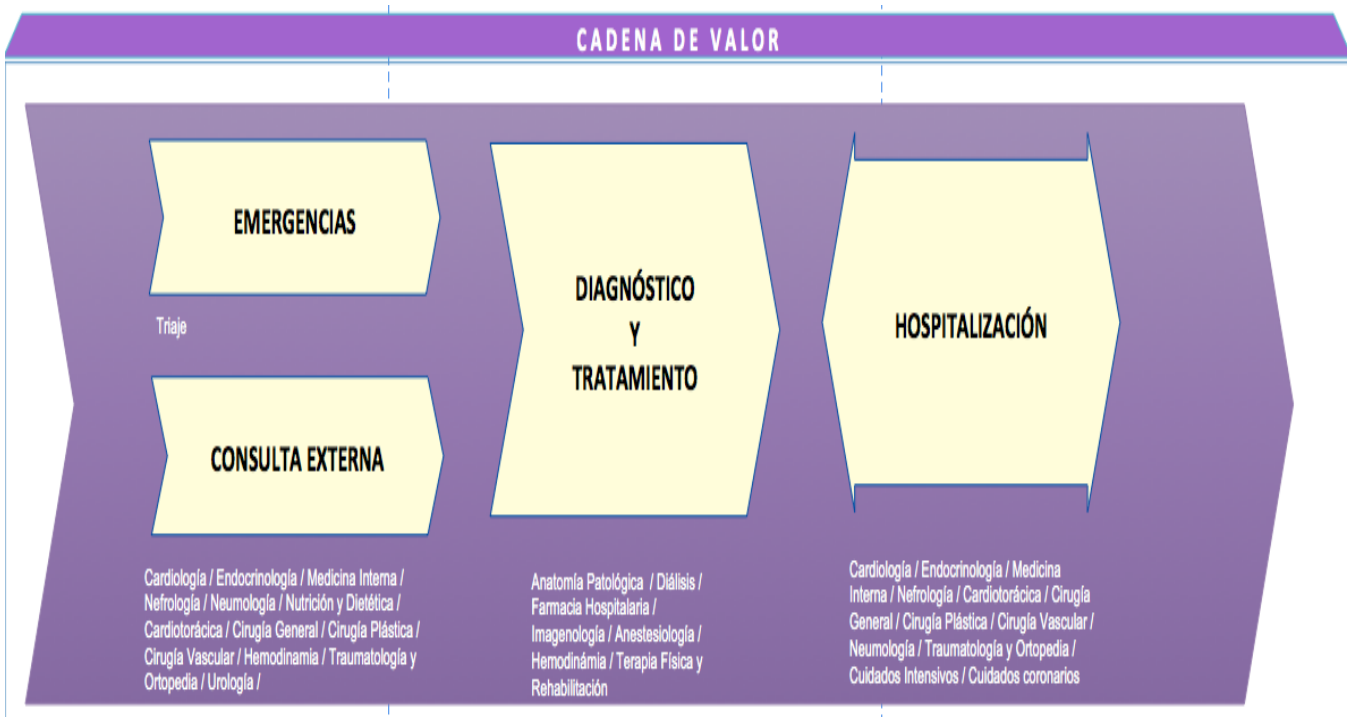 CADENA DE VALOR
EMERGENCIAS
Triaje
CONSULTA EXTERNA
Cardiología / Endocrinología / Medicina Interna /
Nefrología / Neumología / Nutrición y Dietética /
Cardiotorácica / Cirugía General / Cirugía Plástica /
Cirugía Vascular / Hemodinamia / Traumatología y
Ortopedia / Urología /
DIAGNÓSTICO
Y
TRATAMIENTO
Anatomía Patológica / Diálisis /
Farmacia Hospitalaria /
Imagenología / Anestesiología /
Hemodinámia / Terapia Física y
Rehabilitación
HOSPITALIZACIÓN
Cardiología / Endocrinología / Medicina
Interna / Nefrología / Cardiotorácica / Cirugía
General / Cirugía Plástica / Cirugía Vascular /
Neumología / Traumatología y Ortopedia /
Cuidados Intensivos / Cuidados coronarios